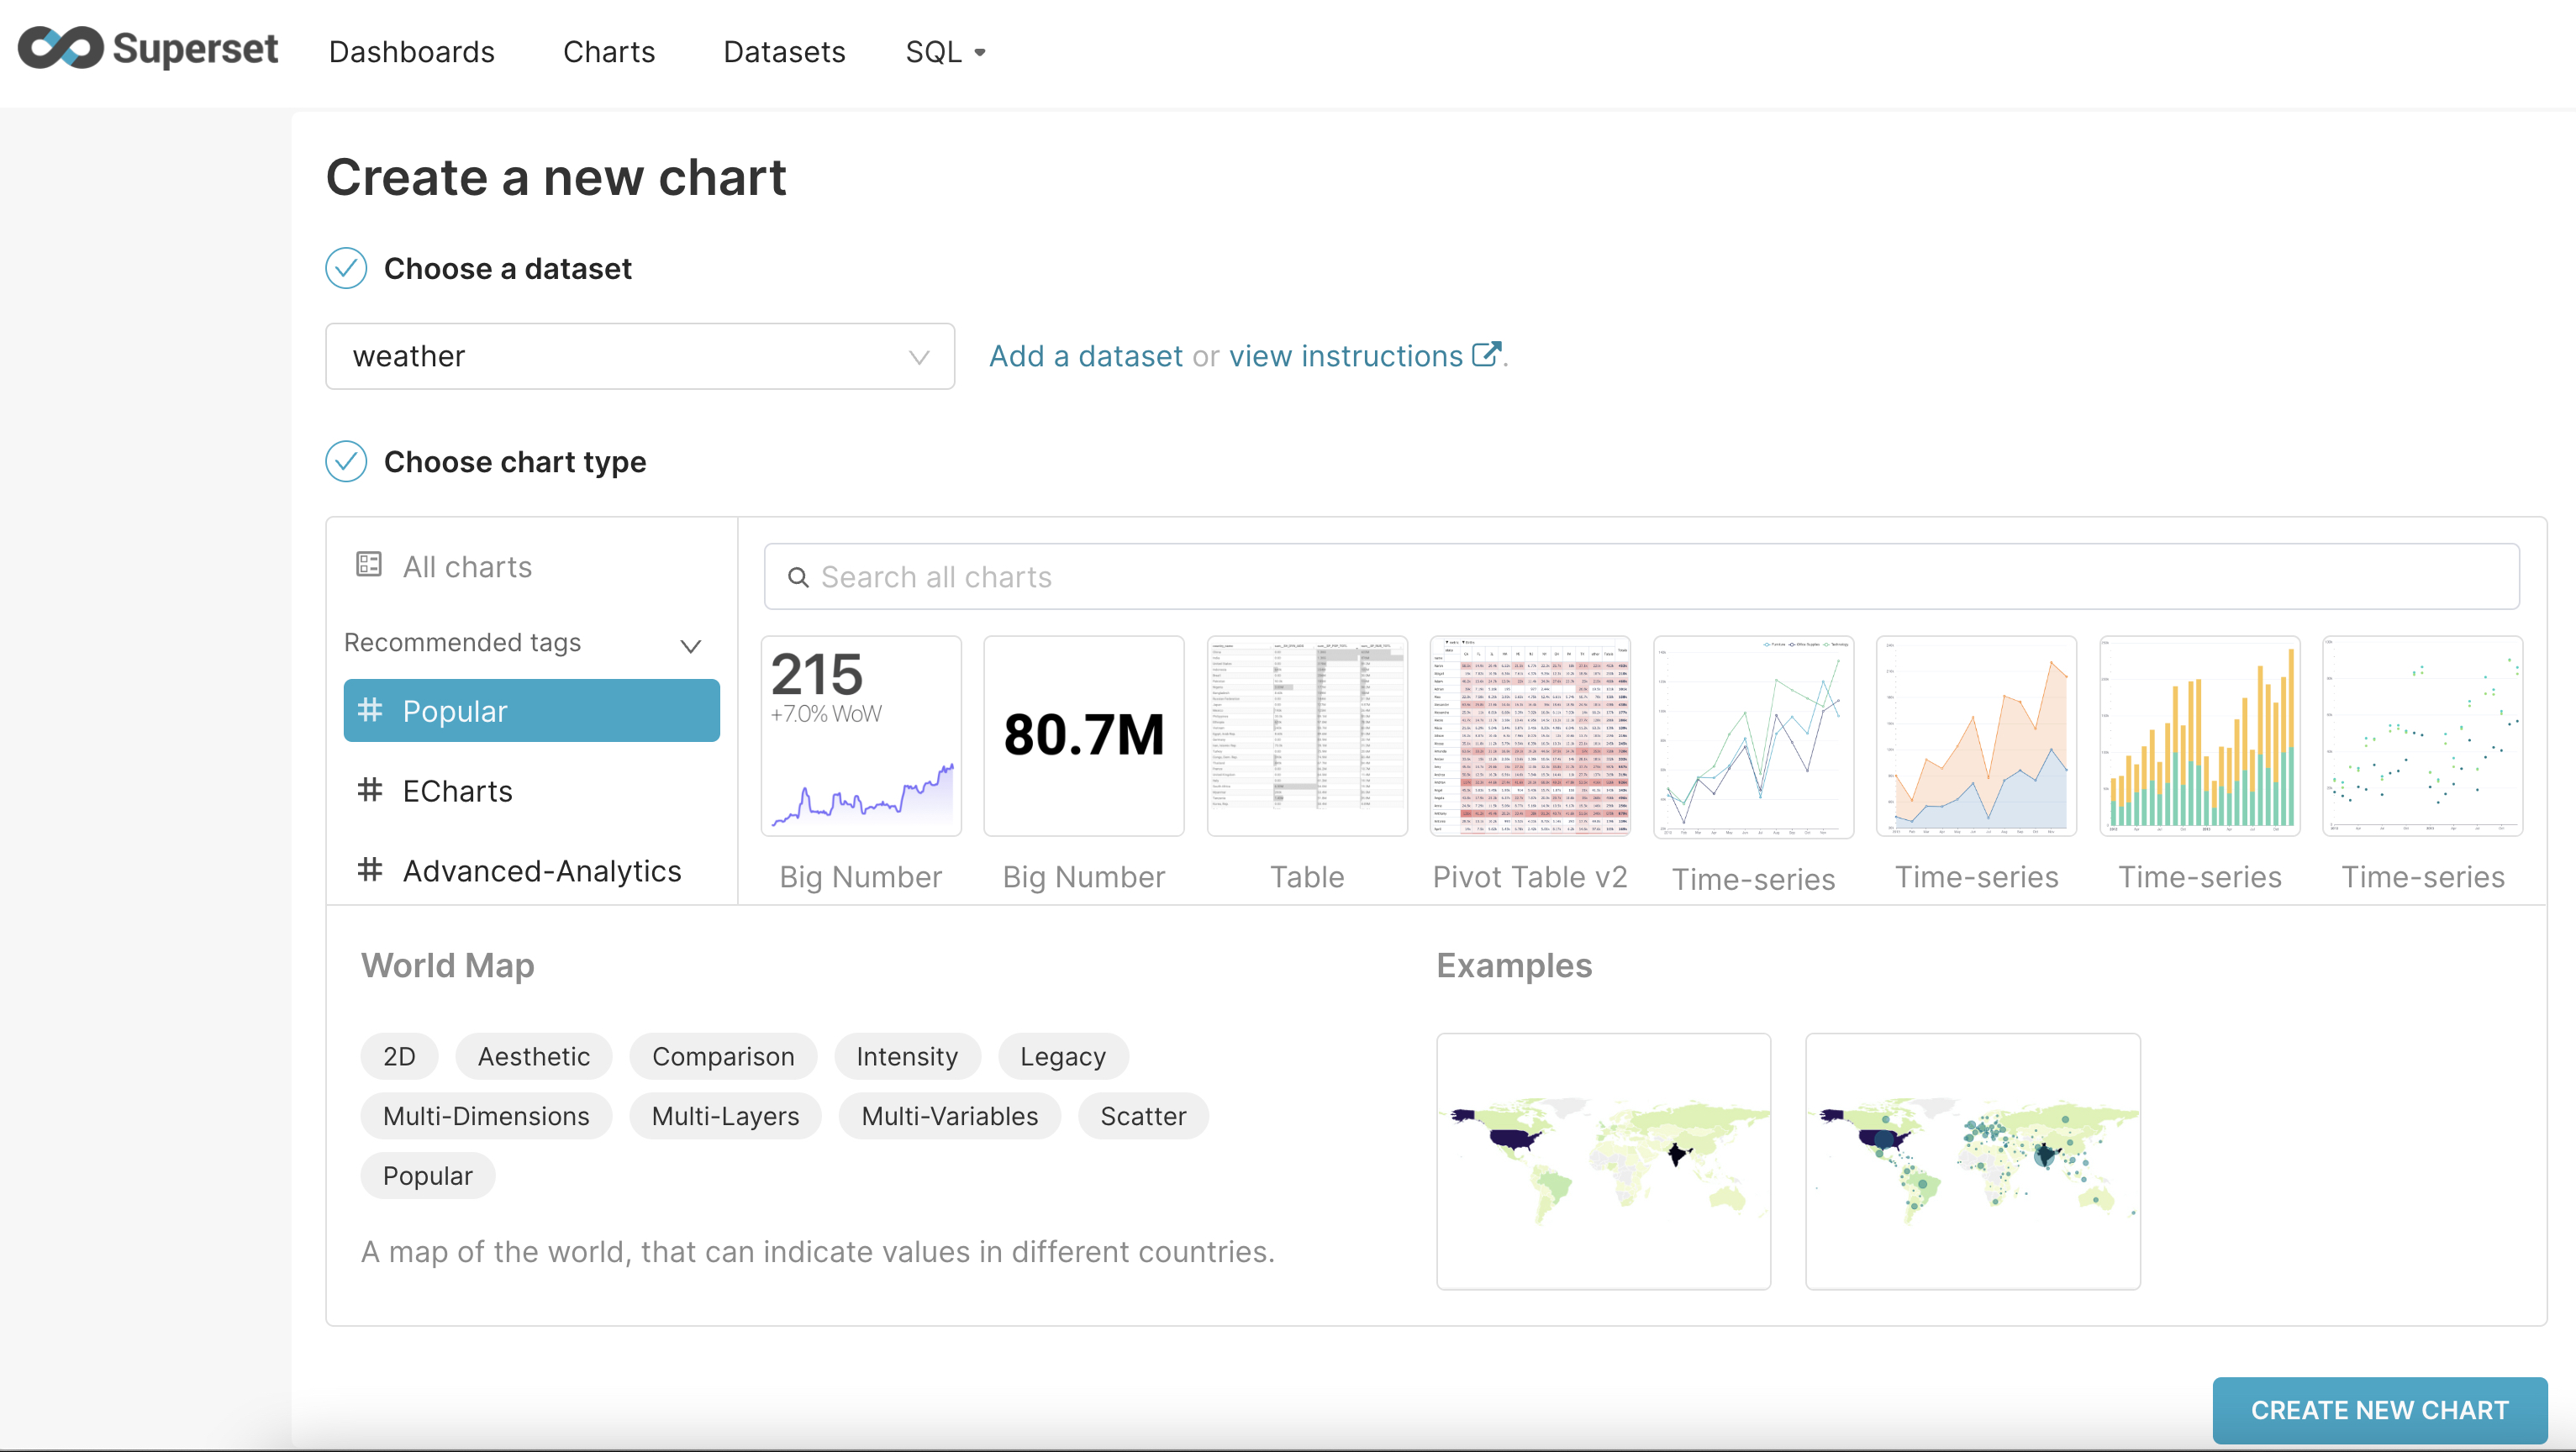 Superset
Dashboards
Charts
Datasets
SQL
Create a new chart
Choose a dataset
weather
Add a dataset or view instructions .
Choose chart type
All charts
Search all charts
Recommended tags
# Popular
# ECharts
# Advanced-Analytics
215
+7.0% WoW
80.7M
Big Number
Big Number
Table
Pivot Table v2
Time-series
Time-series
Time-series
Time-series
World Map
2D
Aesthetic
Comparison
Intensity
Legacy
Multi-Dimensions
Multi-Layers
Multi-Variables
Scatter
Popular
A map of the world, that can indicate values in different countries.
Examples
CREATE NEW CHART